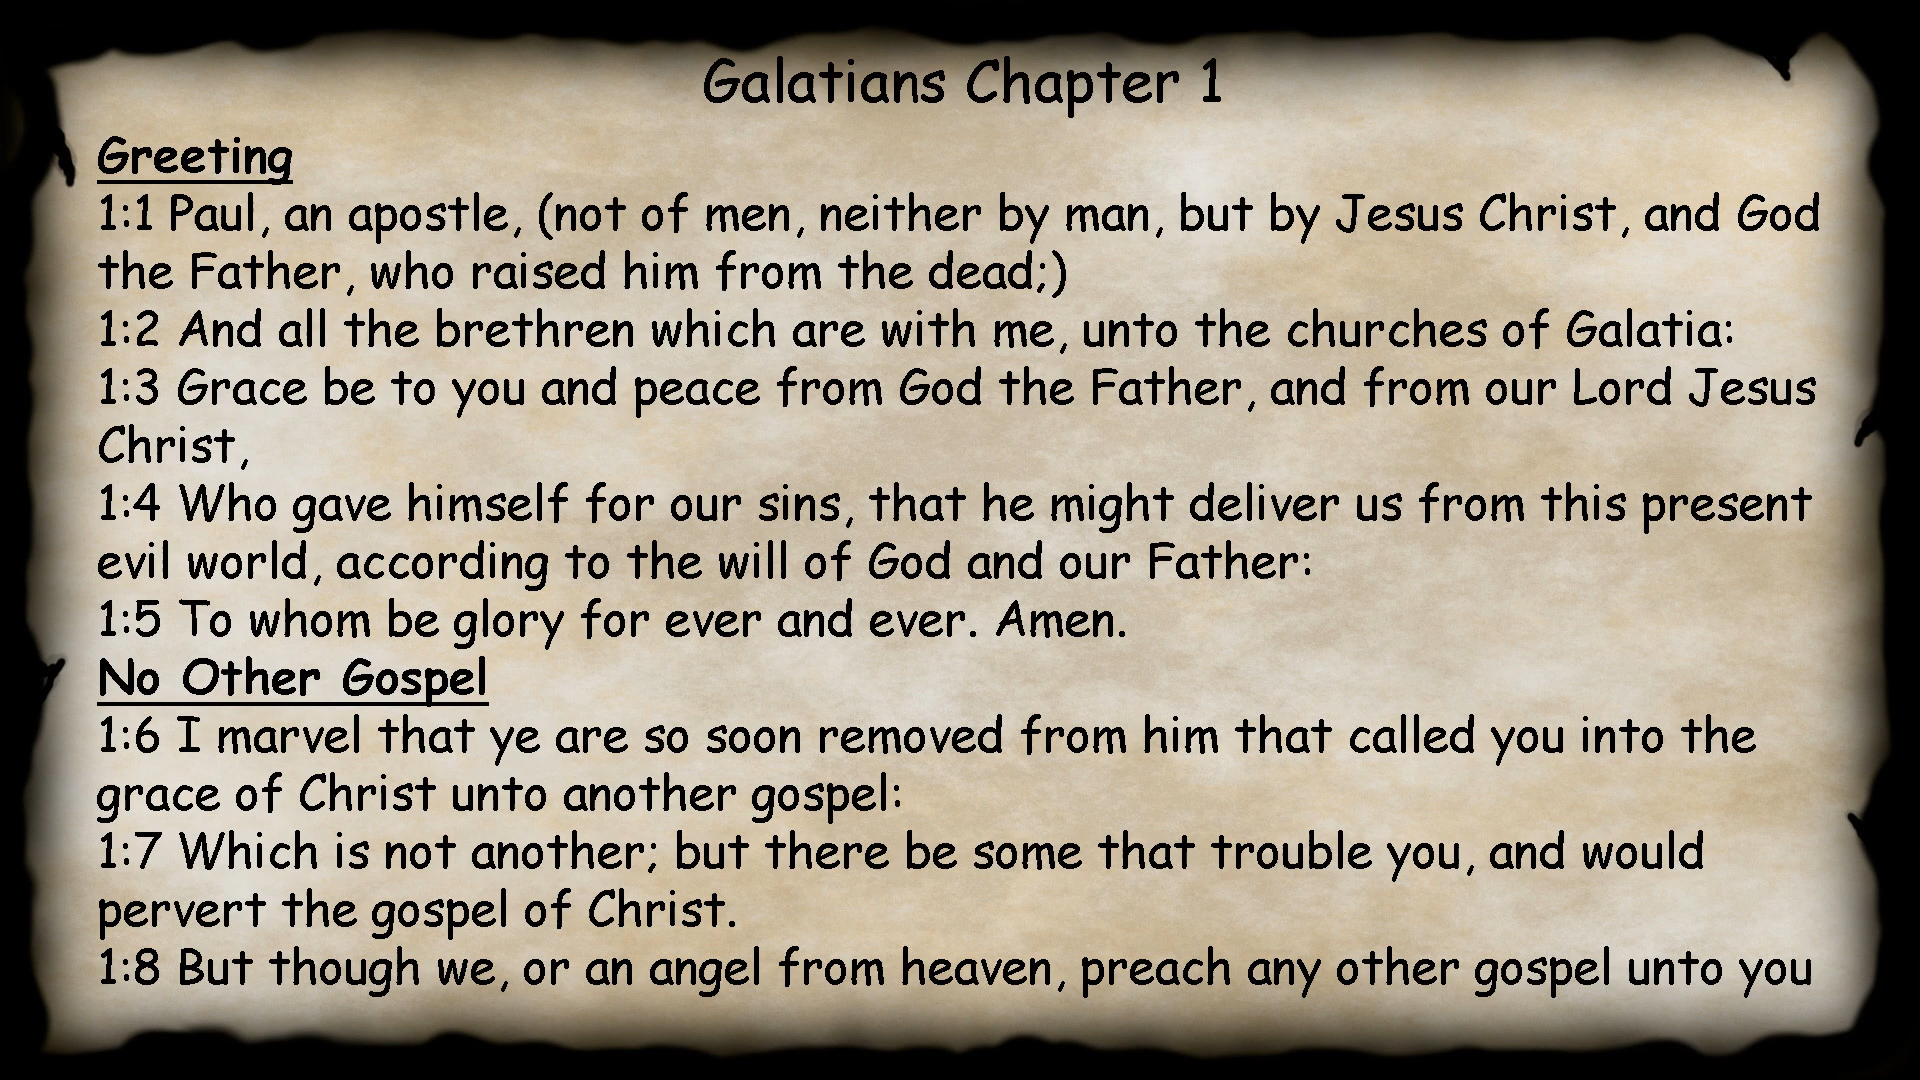 Galatians Chapter 1
Greeting
1:1 Paul, an apostle, (not of men, neither by man, but by Jesus Christ, and God
the Father, who raised him from the dead;)
1:2 And all the brethren which are with me, unto the churches of Galatia:
1:3 Grace be to you and peace from God the Father, and from our Lord Jesus
Christ,
1:4 Who gave himself for our sins, that he might deliver us from this present
evil world, according to the will of God and our Father:
1:5 To whom be glory for ever and ever. Amen.
No Other Gospel
1:6 I marvel that ye are so soon removed from him that called you into the
grace of Christ unto another gospel:
1:7 Which is not another; but there be some that trouble you, and would
pervert the gospel of Christ.
1:8 But though we, or an angel from heaven, preach any other gospel unto you